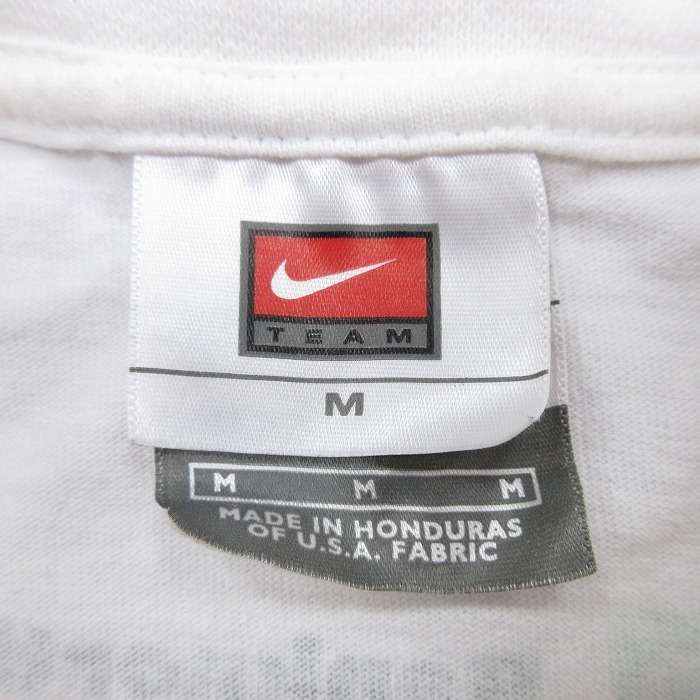 TEAM
M
M M M
MADE IN HONDURAS
OF U.S.A. FABRIC